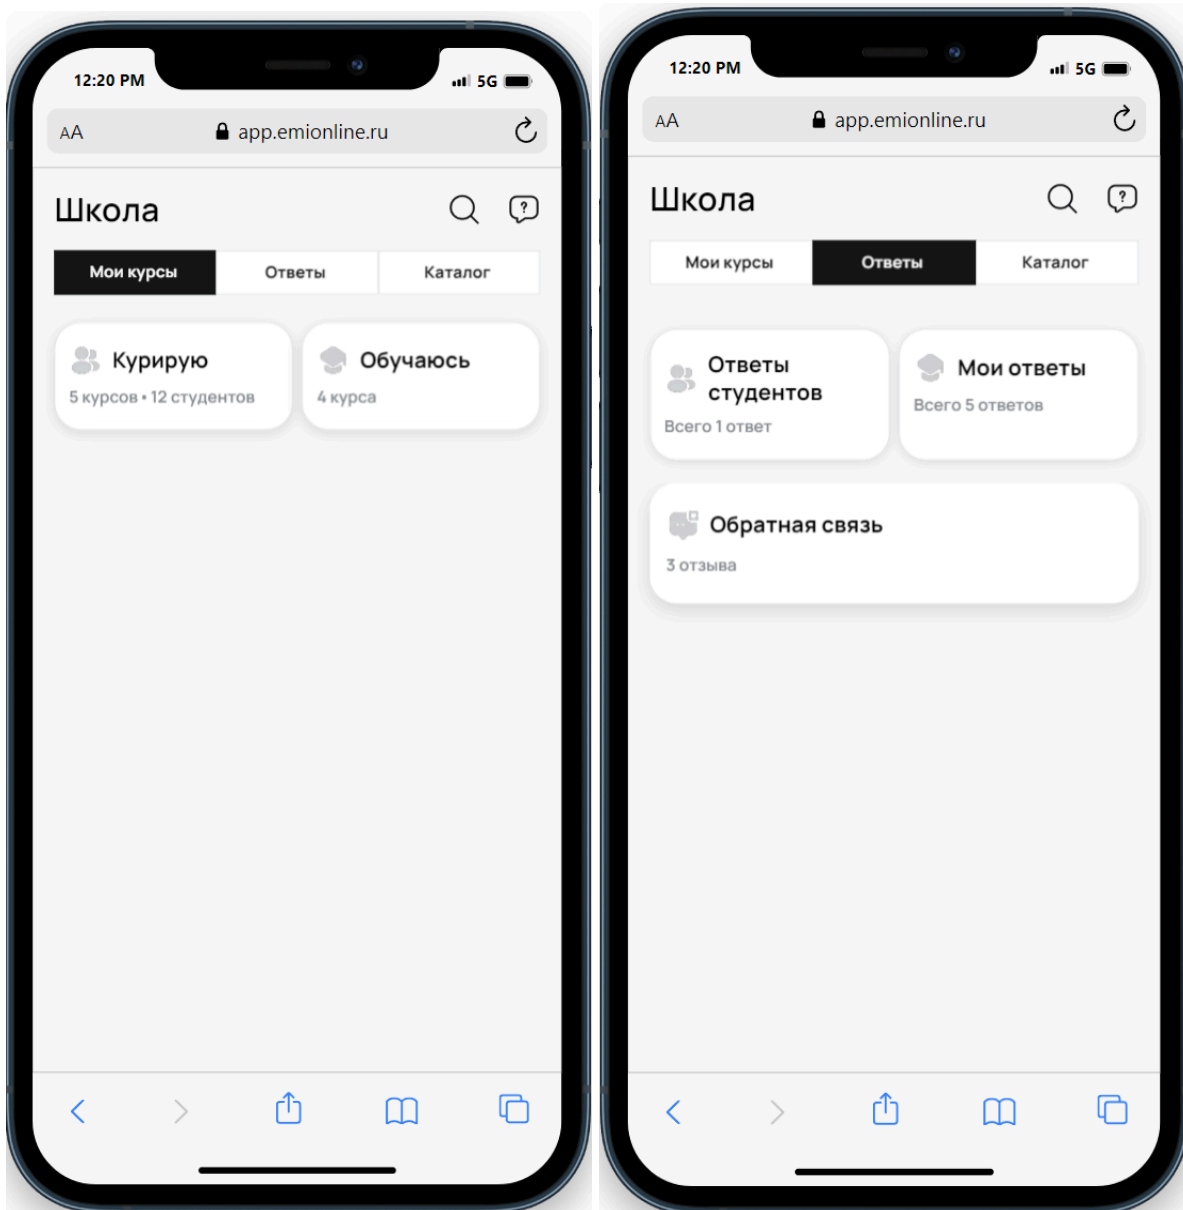 12:20 PM
5G
AA
app.emionline.ru
Школа
?
Мои курсы
Ответы
Каталог
Курирую
5 курсов • 12 студентов
Обучаюсь
4 курса
12:20 PM
5G
AA
app.emionline.ru
Школа
?
Мои курсы
Ответы
Каталог
Ответы
студентов
Всего 1 ответ
Мои ответы
Всего 5 ответов
Обратная связь
3 отзыва